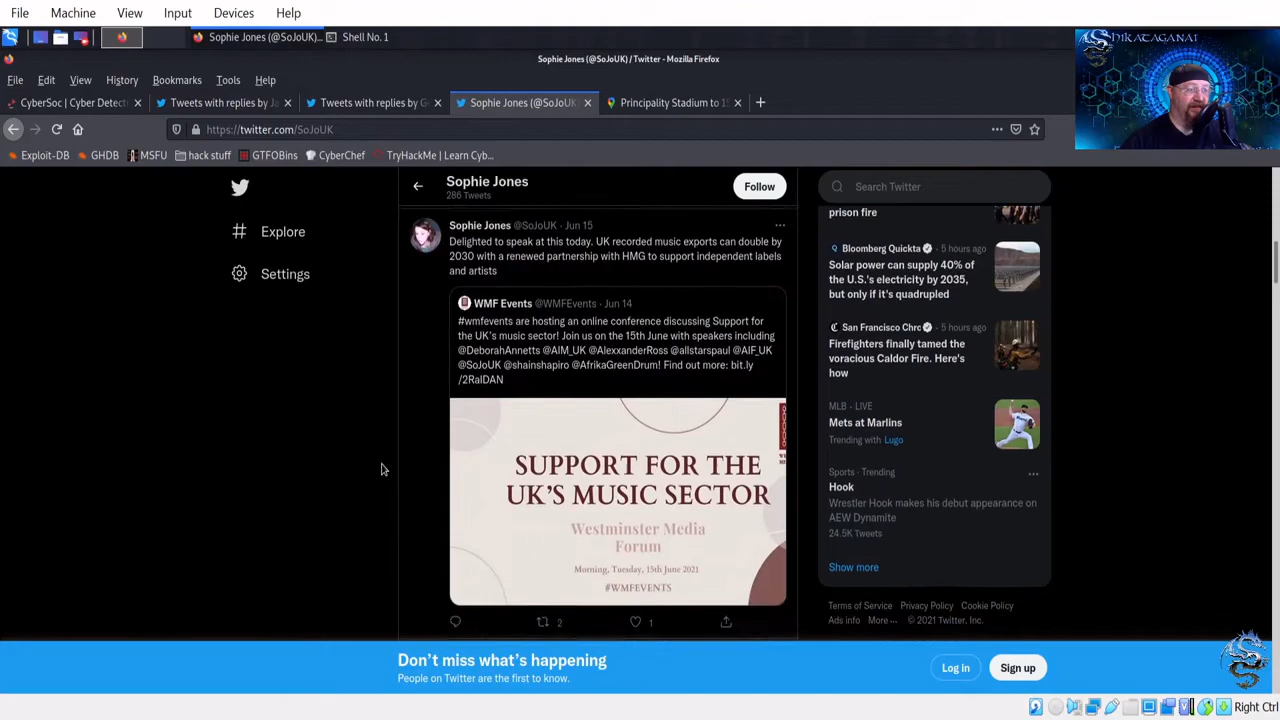 File Machine View Input Devices Help
Sophie Jones (@SoJoUK)... Shell No. 1
Sophie Jones (@SoJoUK) / Twitter - Mozilla Firefox
SHIKATAGANAI
File Edit View History Bookmarks Tools Help
CyberSoc | Cyber Detecti Tweets with replies by Ja Tweets with replies by G Sophie Jones (@SoJoUK) Principality Stadium to 1
https://twitter.com/SoJoUK
Exploit-DB GHDB MSFU hack stuff GTFOBins CyberChef TryHackMe | Learn Cyb...
Explore
Settings
Sophie Jones
286 Tweets
Follow
Sophie Jones @SoJoUK · Jun 15
Delighted to speak at this today. UK recorded music exports can double by
2030 with a renewed partnership with HMG to support independent labels
and artists
WMF Events @WMFEvents · Jun 14
#wmfevents are hosting an online conference discussing Support for
the UK's music sector! Join us on the 15th June with speakers including
@DeborahAnnetts @AIM_UK @AlexxanderRoss @allstarspaul @AIF_UK
@SoJoUK @shainshapiro @AfrikaGreenDrum! Find out more: bit.ly
/2RaIDAN
SUPPORT FOR THE
UK'S MUSIC SECTOR
Westminster Media
Forum
Morning, Tuesday, 15th June 2021
#WMFEVENTS
2 1
Search Twitter
prison fire
Bloomberg Quickta · 5 hours ago
Solar power can supply 40% of
the U.S.'s electricity by 2035,
but only if it's quadrupled
San Francisco Chrc · 5 hours ago
Firefighters finally tamed the
voracious Caldor Fire. Here's
how
MLB · LIVE
Mets at Marlins
Trending with Lugo
Sports · Trending
Hook
Wrestler Hook makes his debut appearance on
AEW Dynamite
24.5K Tweets
Show more
Terms of Service Privacy Policy Cookie Policy
Ads info More ··· © 2021 Twitter, Inc.
Don't miss what's happening
People on Twitter are the first to know.
Log in Sign up
Right Ctrl